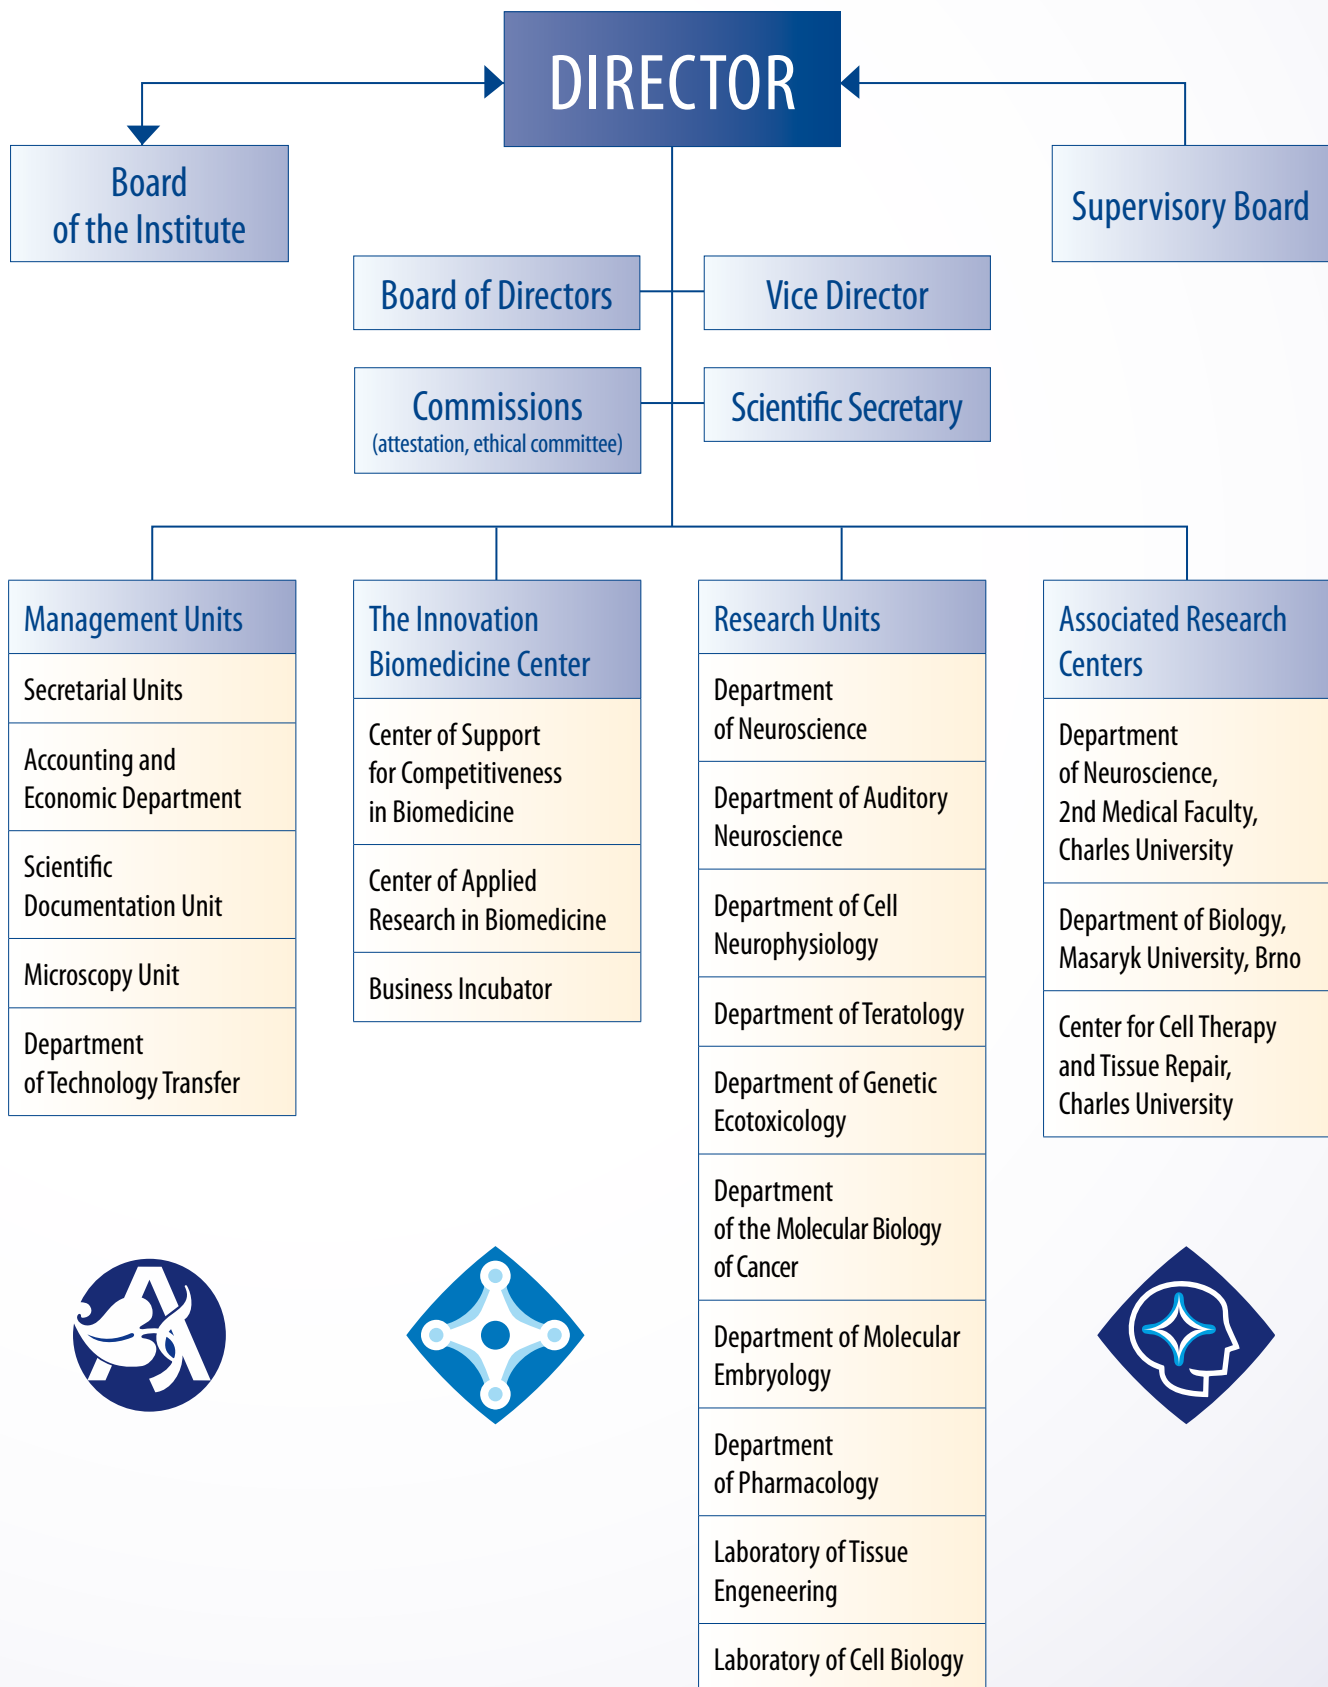 DIRECTOR
Board
of the Institute
Supervisory Board
Board of Directors
Vice Director
Commissions
(attestation, ethical committee)
Scientific Secretary
Management Units
Secretarial Units
Accounting and
Economic Department
Scientific
Documentation Unit
Microscopy Unit
Department
of Technology Transfer
The Innovation
Biomedicine Center
Center of Support
for Competitiveness
in Biomedicine
Center of Applied
Research in Biomedicine
Business Incubator
Research Units
Department
of Neuroscience
Department of Auditory
Neuroscience
Department of Cell
Neurophysiology
Department of Teratology
Department of Genetic
Ecotoxicology
Department
of the Molecular Biology
of Cancer
Department of Molecular
Embryology
Department
of Pharmacology
Laboratory of Tissue
Engeneering
Laboratory of Cell Biology
Associated Research
Centers
Department
of Neuroscience,
2nd Medical Faculty,
Charles University
Department of Biology,
Masaryk University, Brno
Center for Cell Therapy
and Tissue Repair,
Charles University